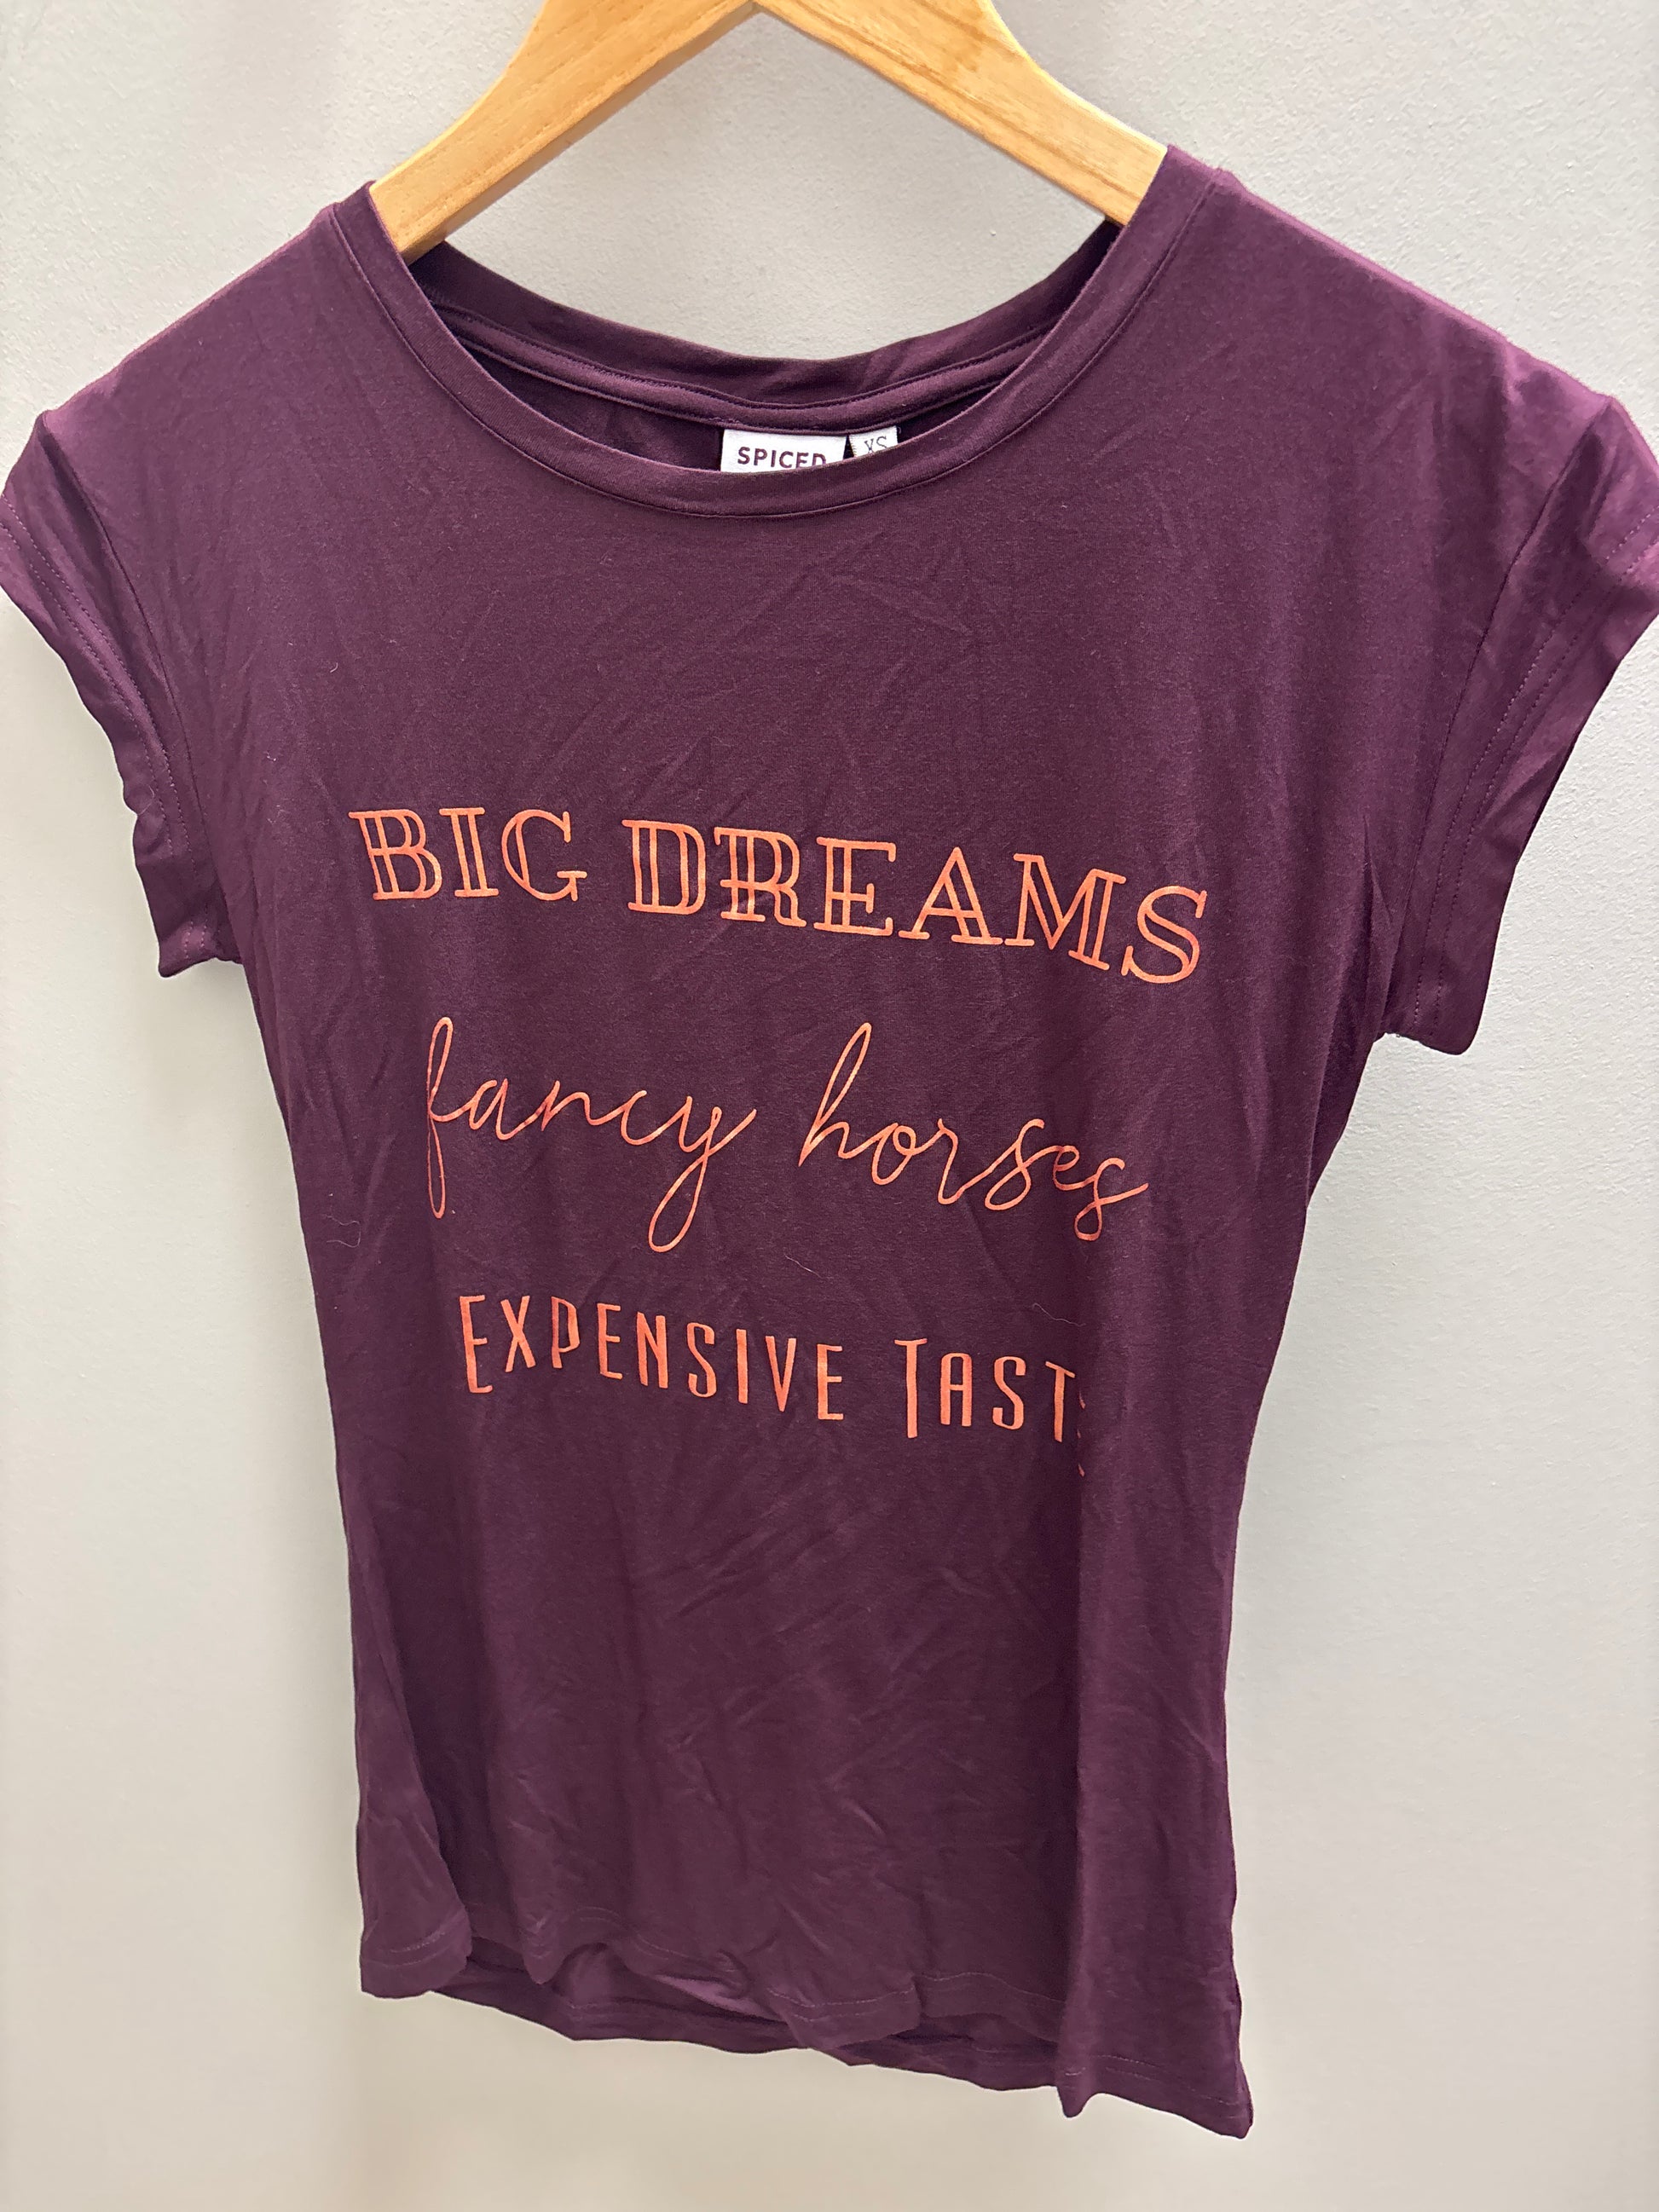 SPICED
XS
BIG DREAMS
fancy horses
EXPENSIVE TASTE